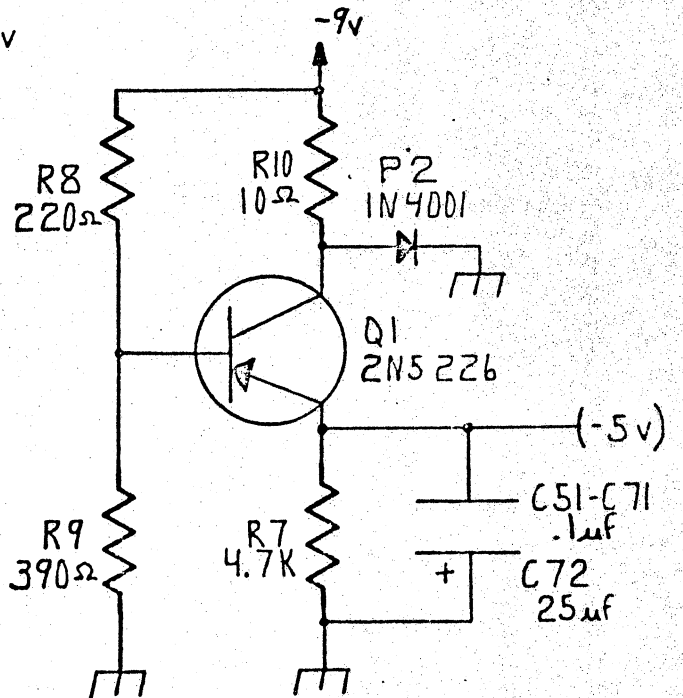 v
-9v
R8
220Ω
R10
10Ω
P2
1N4001
Q1
2N5226
(-5v)
R9
390Ω
R7
4.7K
C51-C71
.1uf
+
C72
25uf